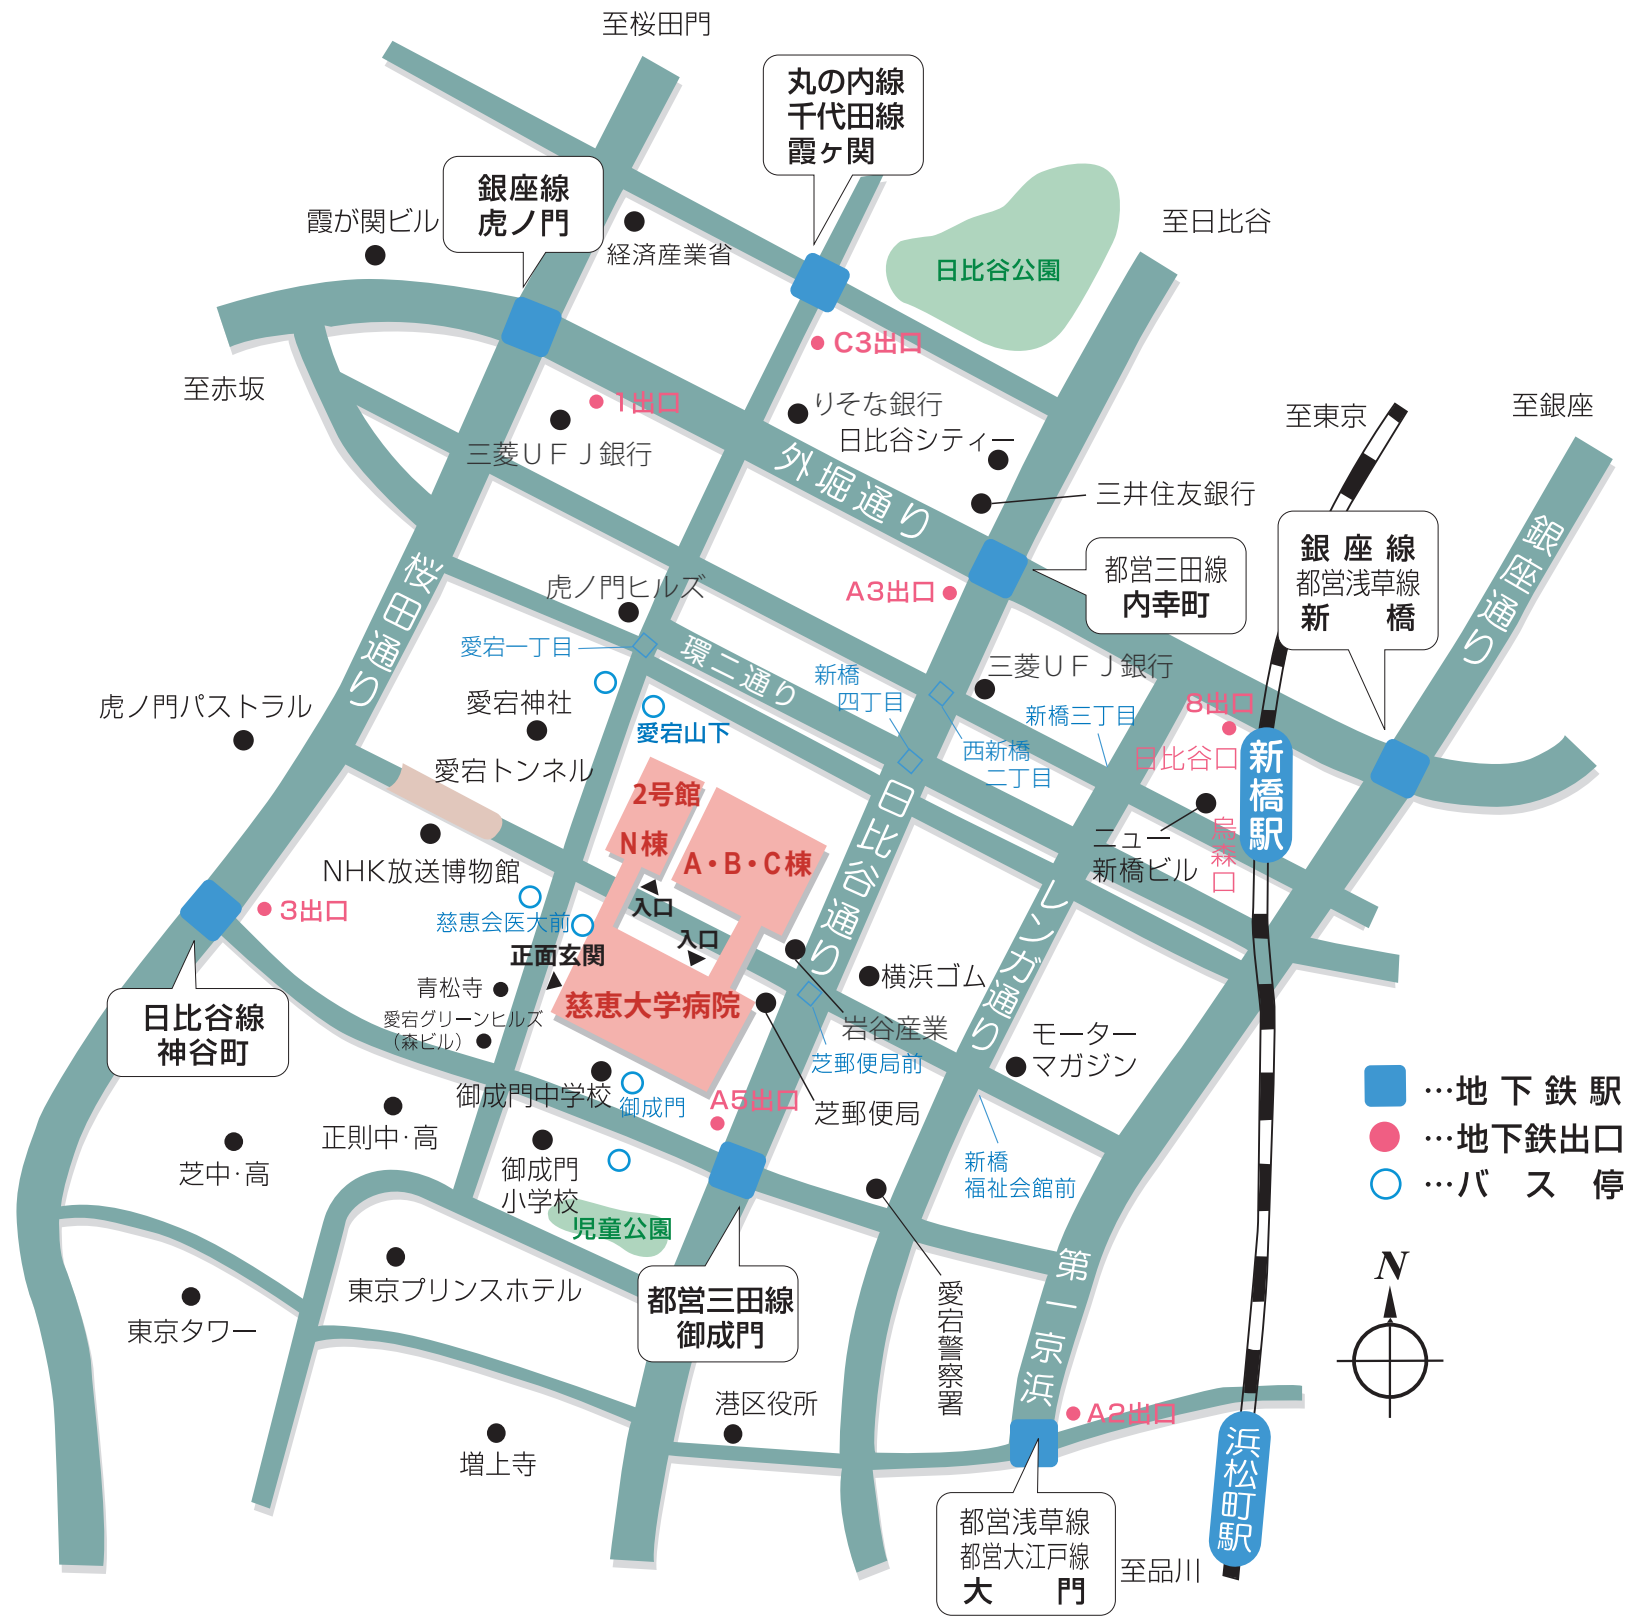 至桜田門
丸の内線
千代田線
霞ヶ関
銀座線
虎ノ門
霞が関ビル
経済産業省
日比谷公園
至日比谷
C3出口
至赤坂
1出口
りそな銀行
日比谷シティー
三菱UFJ銀行
外堀通り
三井住友銀行
至東京
至銀座
銀座線
都営浅草線
新橋
銀座通り
都営三田線
内幸町
A3出口
桜田通り
虎ノ門ヒルズ
愛宕一丁目
環二通り
新橋
四丁目
三菱UFJ銀行
新橋三丁目
8出口
日比谷口
西新橋
二丁目
虎ノ門パストラル
愛宕神社
愛宕山下
愛宕トンネル
新橋駅
ニュー
新橋ビル
烏森口
日比谷通り
2号館
N棟
A・B・C棟
入口
入口
NHK放送博物館
慈恵会医大前
正面玄関
慈恵大学病院
3出口
青松寺
愛宕グリーンヒルズ
(森ビル)
横浜ゴム
レンガ通り
岩谷産業
芝郵便局前
モーター
マガジン
日比谷線
神谷町
御成門中学校
御成門
A5出口
芝郵便局
正則中・高
芝中・高
御成門
小学校
児童公園
新橋
福祉会館前
…地下鉄駅
…地下鉄出口
…バス停
N
東京プリンスホテル
東京タワー
都営三田線
御成門
愛宕警察署
第一京浜
港区役所
増上寺
A2出口
浜松町駅
都営浅草線
都営大江戸線
大門
至品川